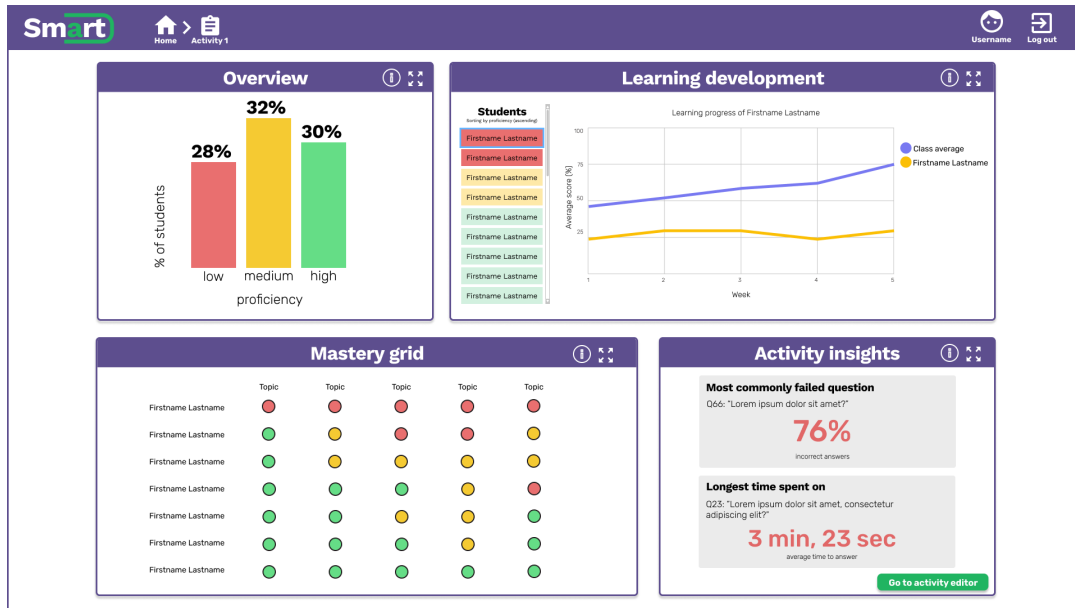 Smart
Home
Activity 1
Username
Log out
Overview
32%
30%
28%
% of students
low
medium
high
proficiency
Learning development
Students
Sorting by proficiency (ascending)
Firstname Lastname
Firstname Lastname
Firstname Lastname
Firstname Lastname
Firstname Lastname
Firstname Lastname
Firstname Lastname
Firstname Lastname
Firstname Lastname
Learning progress of Firstname Lastname
100
75
50
25
Average score (%)
1
2
3
4
5
Week
Class average
Firstname Lastname
Mastery grid
Topic
Topic
Topic
Topic
Topic
Firstname Lastname
Firstname Lastname
Firstname Lastname
Firstname Lastname
Firstname Lastname
Firstname Lastname
Firstname Lastname
Activity insights
Most commonly failed question
Q66: "Lorem ipsum dolor sit amet?"
76%
incorrect answers
Longest time spent on
Q23: "Lorem ipsum dolor sit amet, consectetur
adipiscing elit?"
3 min, 23 sec
average time to answer
Go to activity editor